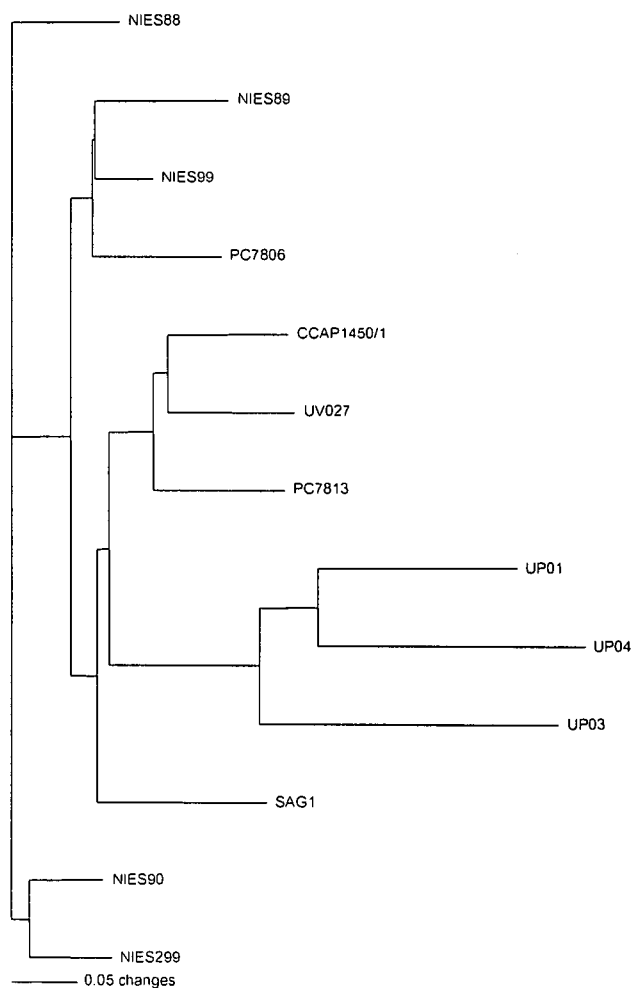 NIES88
NIES89
NIES99
PC7806
CCAP1450/1
UV027
PC7813
UP01
UP04
UP03
SAG1
NIES90
NIES299
0.05 changes